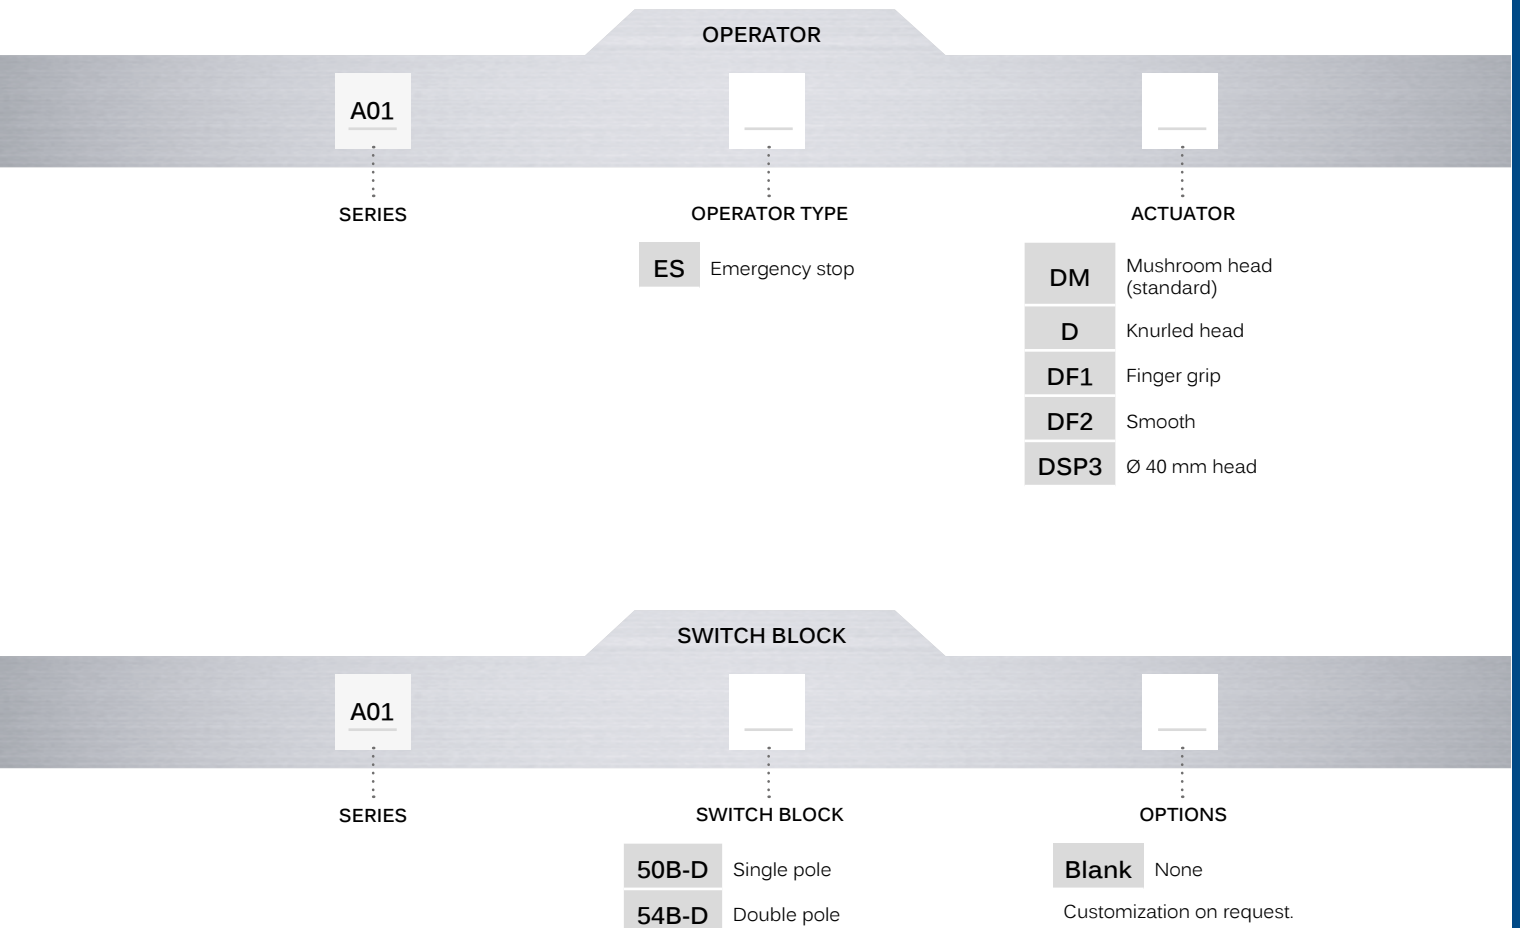 OPERATOR
A01
SERIES
OPERATOR TYPE
ACTUATOR
ES Emergency stop
DM Mushroom head
(standard)
D Knurled head
DF1 Finger grip
DF2 Smooth
DSP3 Ø 40 mm head
SWITCH BLOCK
A01
SERIES
SWITCH BLOCK
OPTIONS
50B-D Single pole
54B-D Double pole
Blank None
Customization on request.